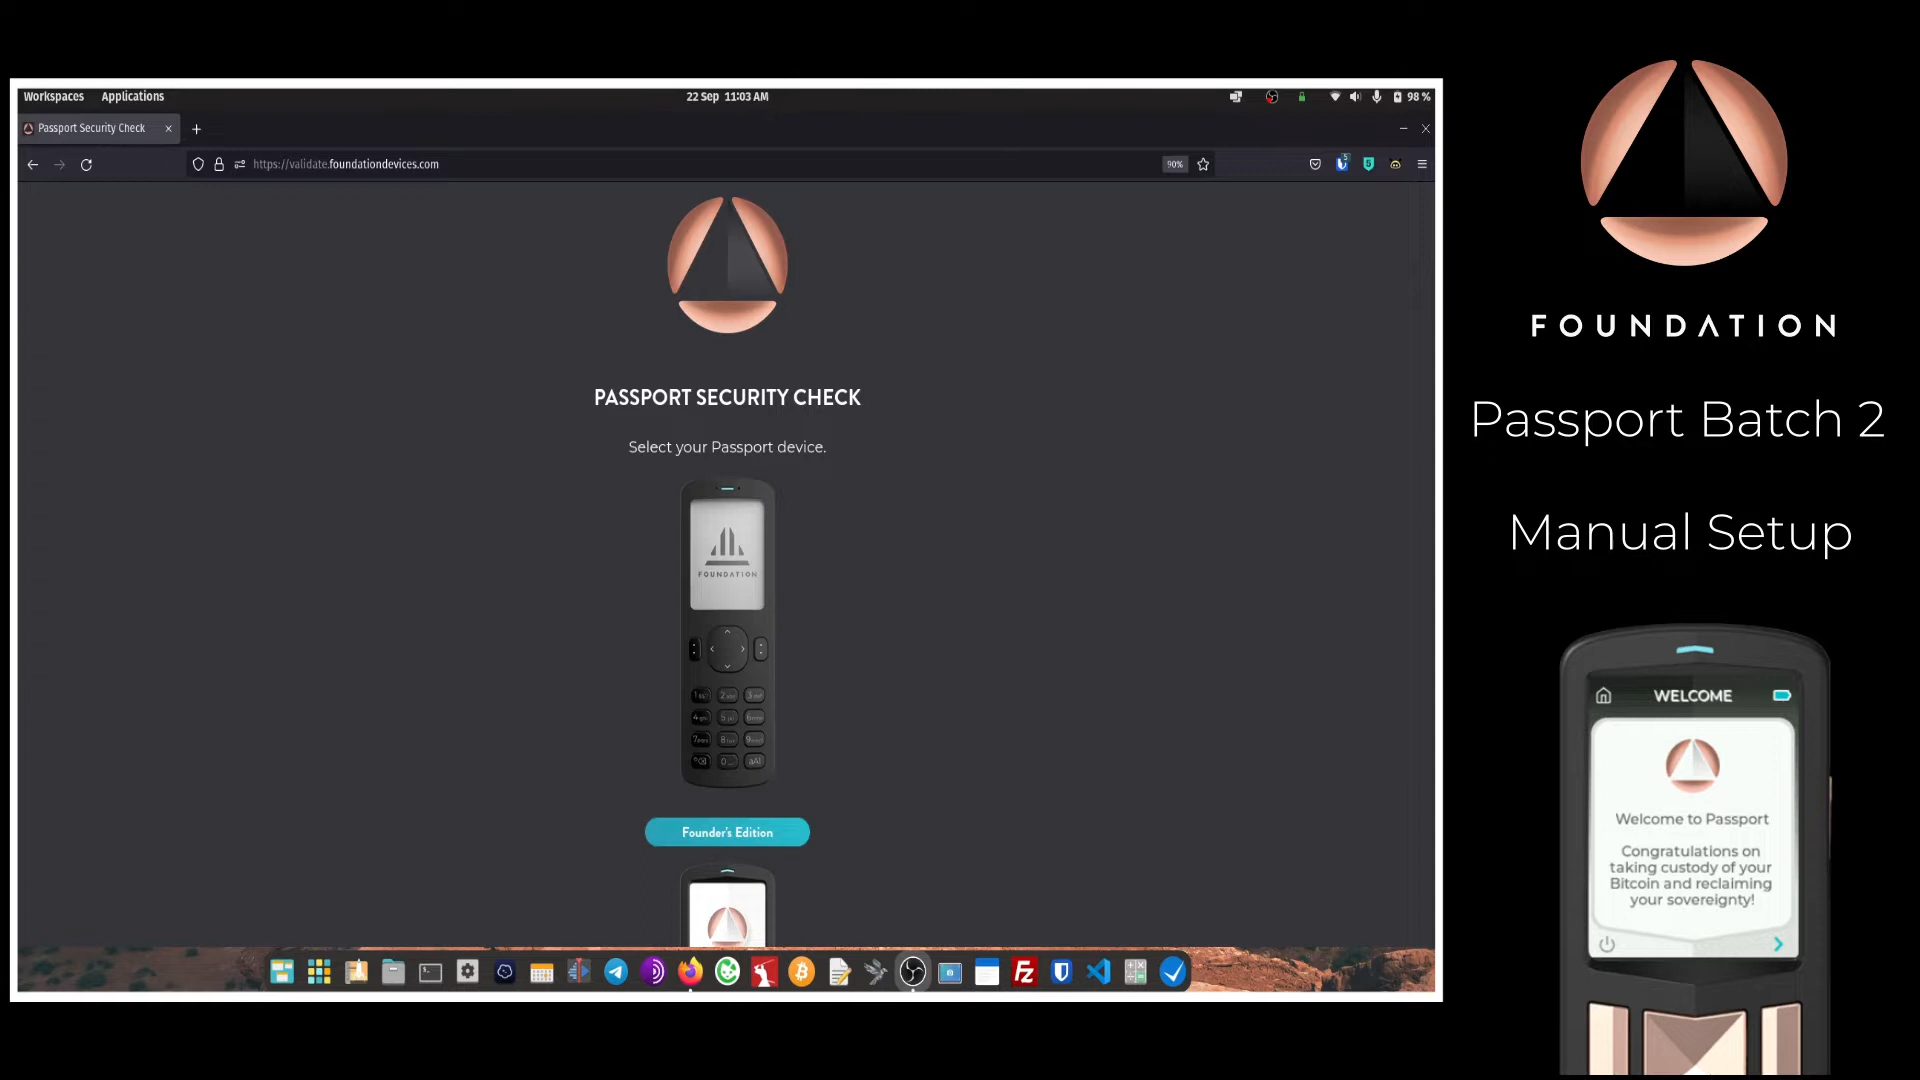 Workspaces
Applications
22 Sep 11:03 AM
98 %
Passport Security Check
https://validate.foundationdevices.com
90%
5
5
PASSPORT SECURITY CHECK
Select your Passport device.
FOUNDATION
Founder's Edition
FOUNDATION
Passport Batch 2
Manual Setup
WELCOME
Welcome to Passport
Congratulations on
taking custody of your
Bitcoin and reclaiming
your sovereignty!